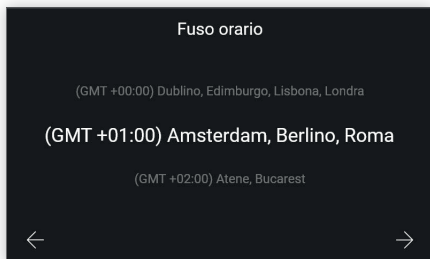 Fuso orario
(GMT +00:00) Dublino, Edimburgo, Lisbona, Londra
(GMT +01:00) Amsterdam, Berlino, Roma
(GMT +02:00) Atene, Bucarest